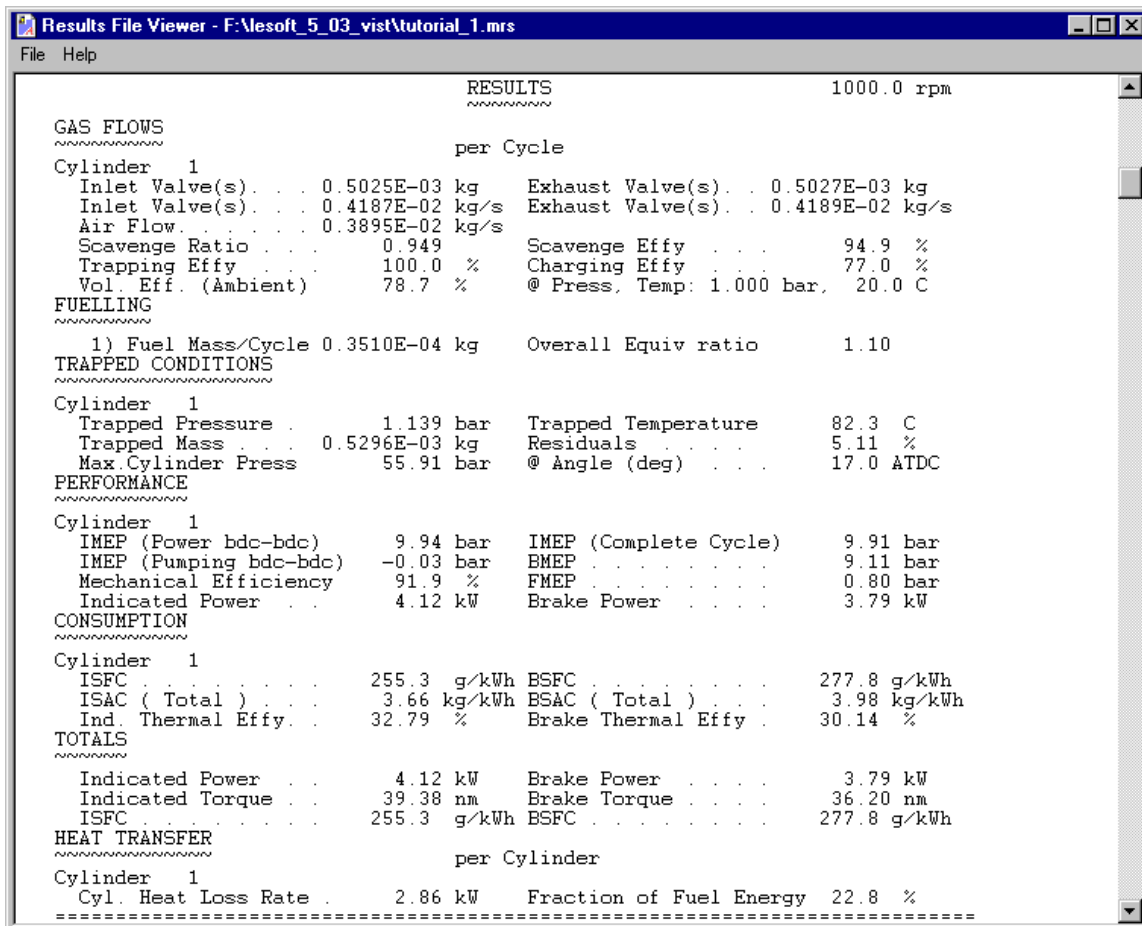 Results File Viewer - F:\lesoft_5_03_vist\tutorial_1.mrs
File Help
RESULTS 1000.0 rpm
~~~~~~~
GAS FLOWS
~~~~~~~~~
per Cycle
Cylinder 1
Inlet Valve(s). . . 0.5025E-03 kg Exhaust Valve(s). . 0.5027E-03 kg
Inlet Valve(s). . . 0.4187E-02 kg/s Exhaust Valve(s). . 0.4189E-02 kg/s
Air Flow. . . . . . 0.3895E-02 kg/s
Scavenge Ratio . . . 0.949 Scavenge Effy . . . 94.9 %
Trapping Effy . . . 100.0 % Charging Effy . . . 77.0 %
Vol. Eff. (Ambient) 78.7 % @ Press, Temp: 1.000 bar, 20.0 C
FUELLING
~~~~~~~~
1) Fuel Mass/Cycle 0.3510E-04 kg Overall Equiv ratio 1.10
TRAPPED CONDITIONS
~~~~~~~~~~~~~~~~~~
Cylinder 1
Trapped Pressure . 1.139 bar Trapped Temperature 82.3 C
Trapped Mass . . . 0.5296E-03 kg Residuals . . . . . 5.11 %
Max.Cylinder Press 55.91 bar @ Angle (deg) . . . 17.0 ATDC
PERFORMANCE
~~~~~~~~~~~
Cylinder 1
IMEP (Power bdc-bdc) 9.94 bar IMEP (Complete Cycle) 9.91 bar
IMEP (Pumping bdc-bdc) -0.03 bar BMEP . . . . . . . . 9.11 bar
Mechanical Efficiency 91.9 % FMEP . . . . . . . . 0.80 bar
Indicated Power . . 4.12 kW Brake Power . . . . 3.79 kW
CONSUMPTION
~~~~~~~~~~~
Cylinder 1
ISFC . . . . . . . . 255.3 g/kWh BSFC . . . . . . . . 277.8 g/kWh
ISAC ( Total ) . . . 3.66 kg/kWh BSAC ( Total ) . . . 3.98 kg/kWh
Ind. Thermal Effy. . 32.79 % Brake Thermal Effy . 30.14 %
TOTALS
~~~~~~
Indicated Power . . 4.12 kW Brake Power . . . . 3.79 kW
Indicated Torque . . 39.38 nm Brake Torque . . . . 36.20 nm
ISFC . . . . . . . . 255.3 g/kWh BSFC . . . . . . . . 277.8 g/kWh
HEAT TRANSFER
~~~~~~~~~~~~~
per Cylinder
Cylinder 1
Cyl. Heat Loss Rate . 2.86 kW Fraction of Fuel Energy 22.8 %
============================================================================